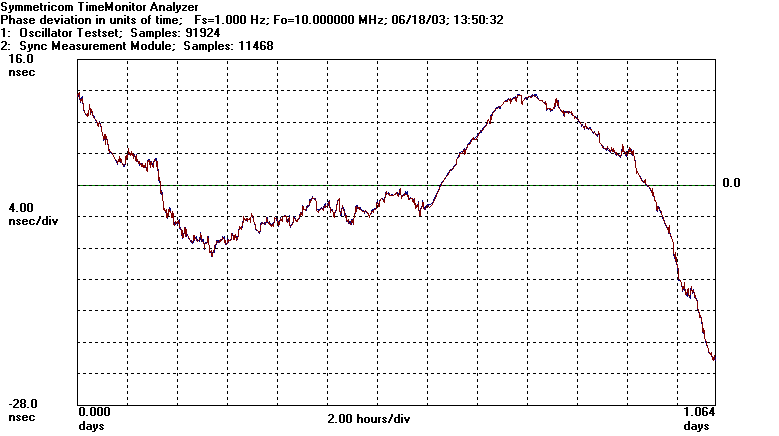 Symmetricom TimeMonitor Analyzer
Phase deviation in units of time; Fs=1.000 Hz; Fo=10.000000 MHz; 06/18/03; 13:50:32
1: Oscillator Testset; Samples: 91924
2: Sync Measurement Module; Samples: 11468
16.0
nsec
0.0
4.00
nsec/div
-28.0
nsec
0.000
days
2.00 hours/div
1.064
days